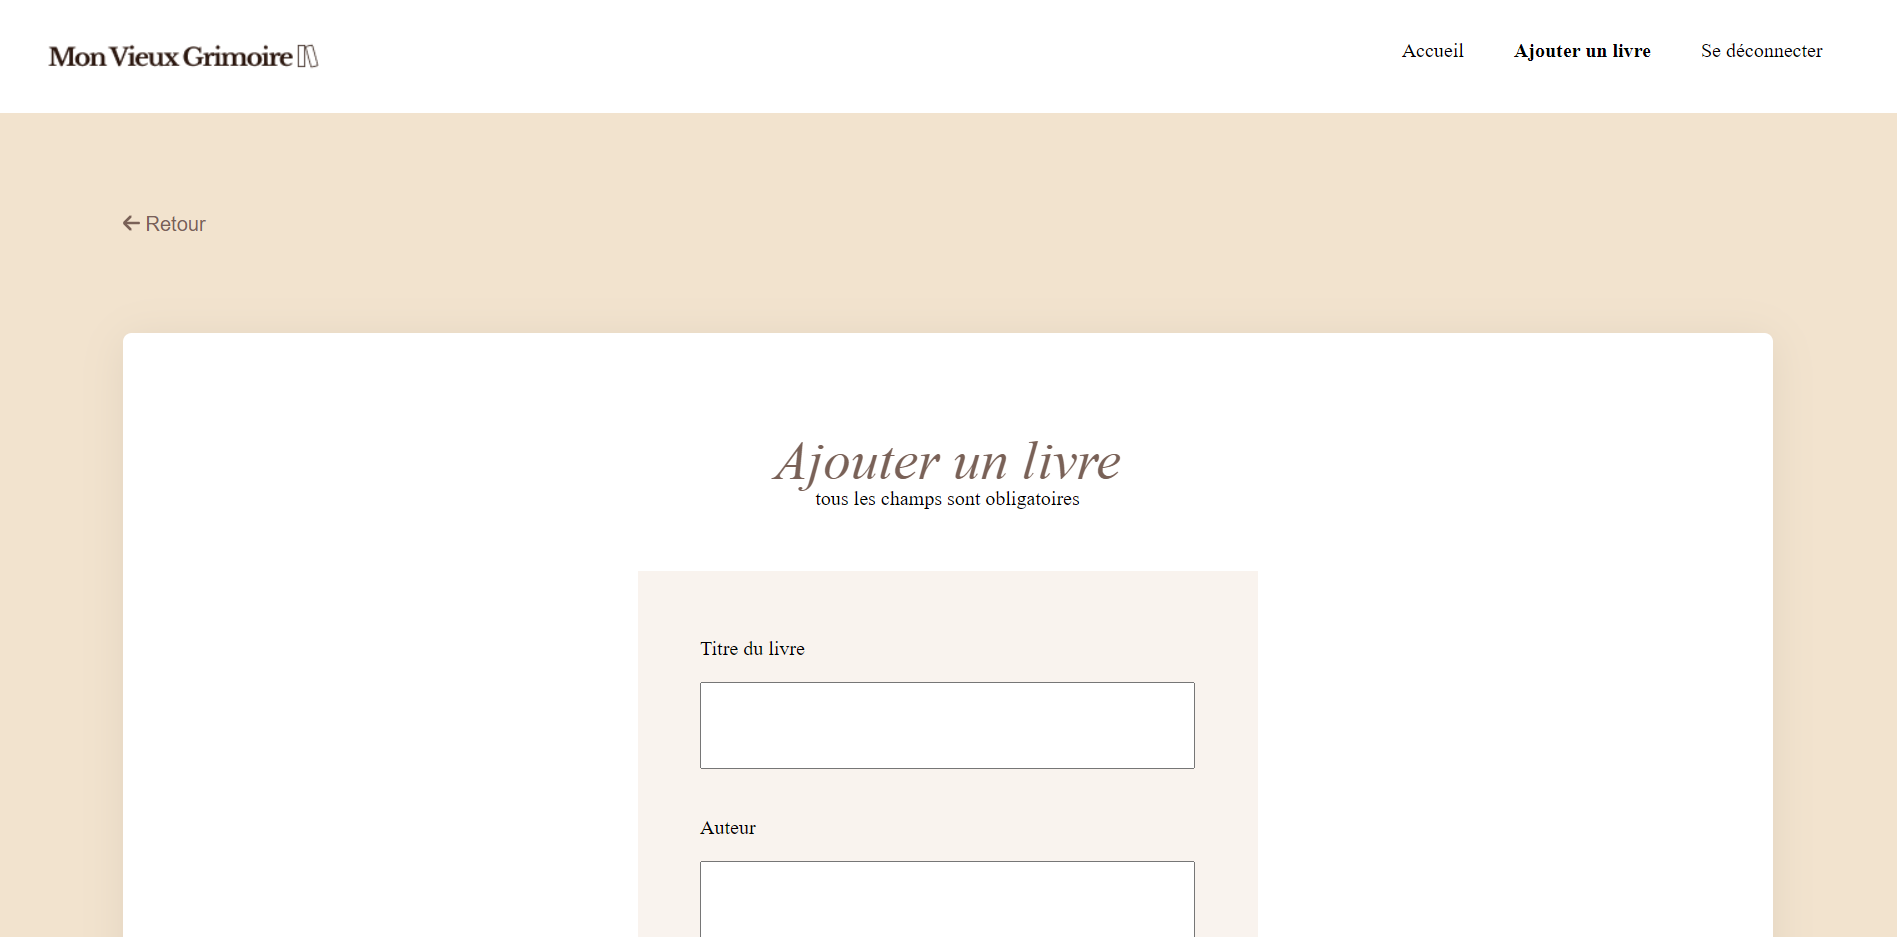 Mon Vieux Grimoire
Accueil Ajouter un livre Se déconnecter
Retour
Ajouter un livre
tous les champs sont obligatoires
Titre du livre
Auteur